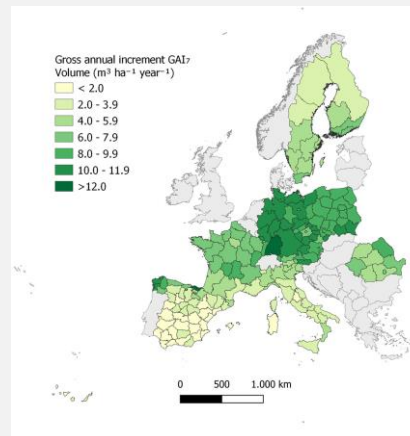 Gross annual increment GAI₇
Volume (m³ ha⁻¹ year⁻¹)
< 2.0
2.0 - 3.9
4.0 - 5.9
6.0 - 7.9
8.0 - 9.9
10.0 - 11.9
>12.0
0 500 1.000 km